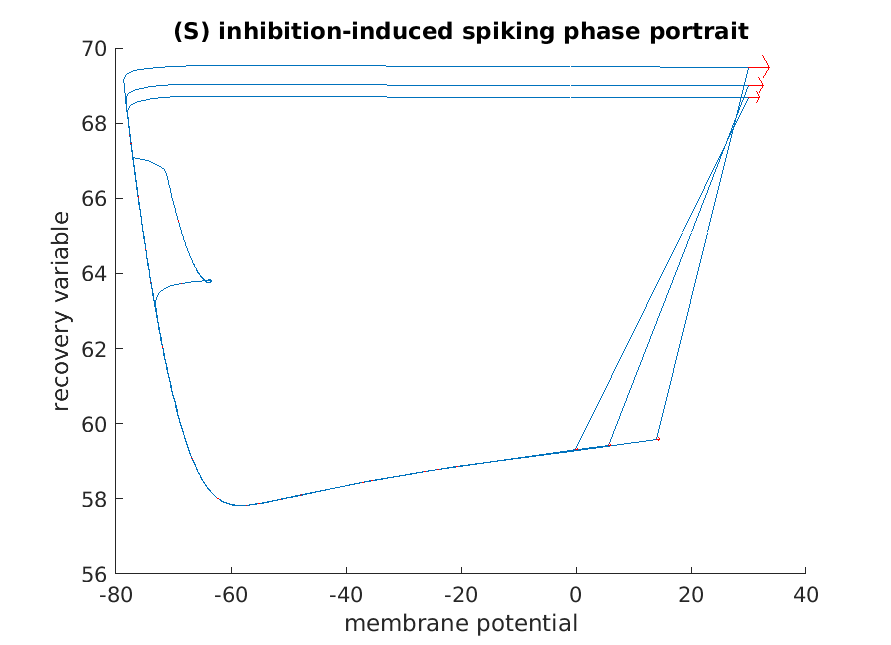 (S) inhibition-induced spiking phase portrait
70
68
66
64
62
60
58
56
recovery variable
-80 -60 -40 -20 0 20 40
membrane potential